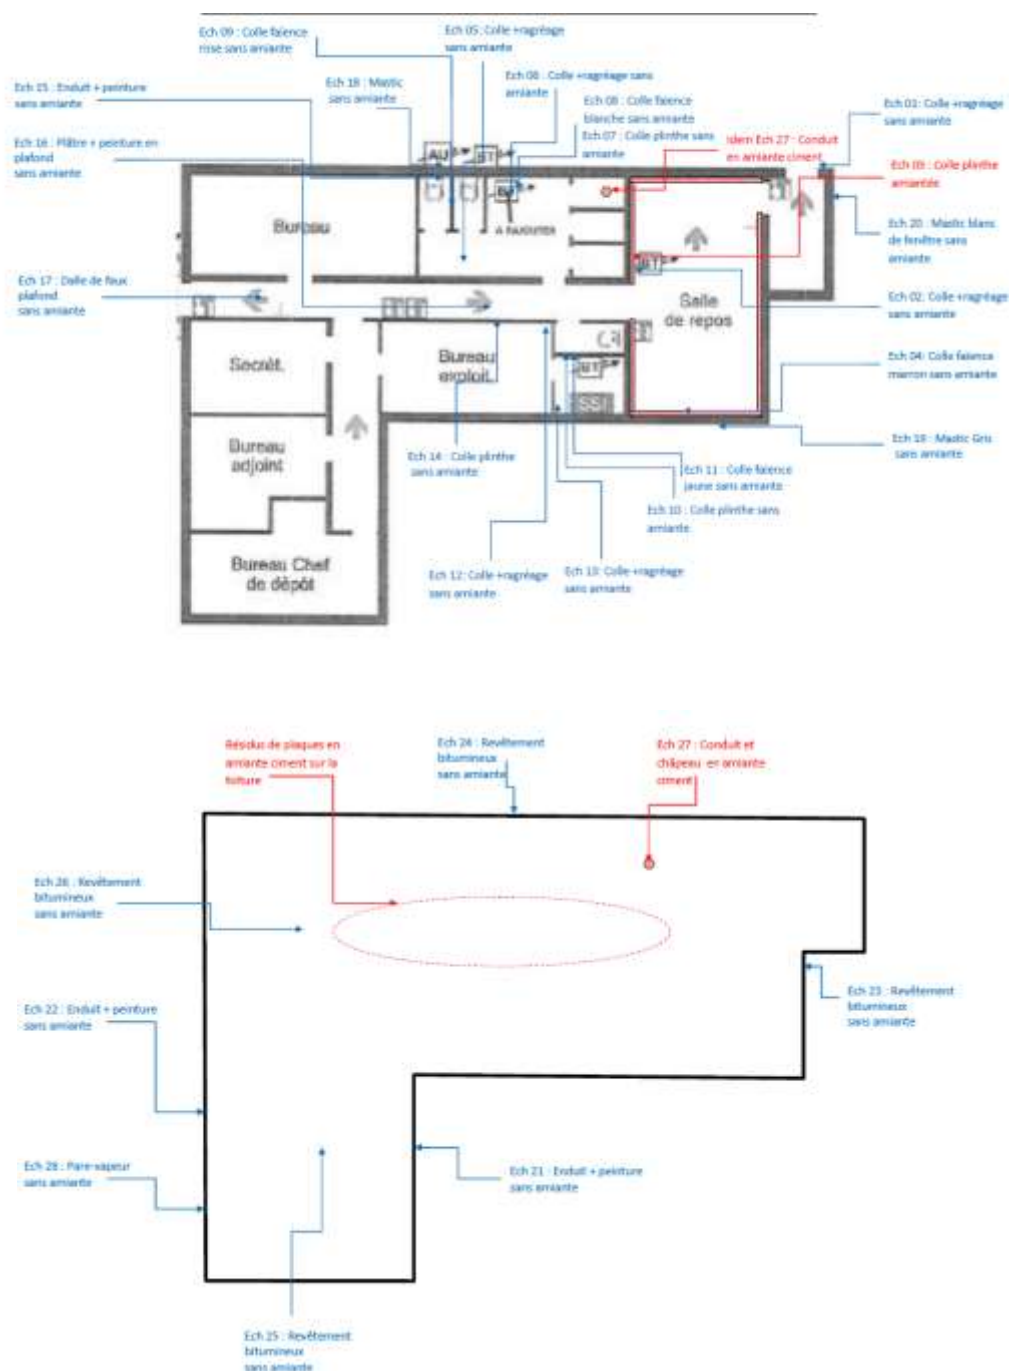 Ech 09 : Colle faïence
rose sans amiante
Ech 05: Colle +ragréage
sans amiante
Ech 15 : Enduit + peinture
sans amiante
Ech 18 : Mastic
sans amiante
Ech 06 : Colle +ragréage sans
amiante
Ech 08 : Colle faïence
blanche sans amiante
Ech 07 : Colle plinthe sans
amiante
Ech 16 : Plâtre + peinture en
plafond
sans amiante
Idem Ech 27 : Conduit
en amiante ciment
Colle +ragréage
sans amiante
Colle plinthe
amiantée
Ech 20 : Mastic blanc
de fenêtre sans
amiante
AU
BT
Bureau
A RAJOUTER
BT
Ech 17 : Dalle de faux
plafond
sans amiante
Salle
de repos
Ech 02: Colle +ragréage
sans amiante
Secrét.
Bureau
exploit.
BT
SSI
Ech 04: Colle faïence
marron sans amiante
Bureau
adjoint
Ech 14 : Colle plinthe
sans amiante
Ech 19 : Mastic Gris
sans amiante
Ech 11 : Colle faïence
jaune sans amiante
Ech 10 : Colle plinthe sans
amiante
Bureau Chef
de dépôt
Ech 12: Colle +ragréage
sans amiante
Ech 13: Colle +ragréage
sans amiante
Résidus de plaques en
amiante ciment sur la
toiture
Ech 24 : Revêtement
bitumineux
sans amiante
Ech 27 : Conduit et
châpeau en amiante
ciment
Ech 26 : Revêtement
bitumineux
sans amiante
Ech 22 : Enduit + peinture
sans amiante
Ech 23 : Revêtement
bitumineux
sans amiante
Ech 28 : Pare-vapeur
sans amiante
Ech 21 : Enduit + peinture
sans amiante
Ech 25 : Revêtement
bitumineux
sans amiante